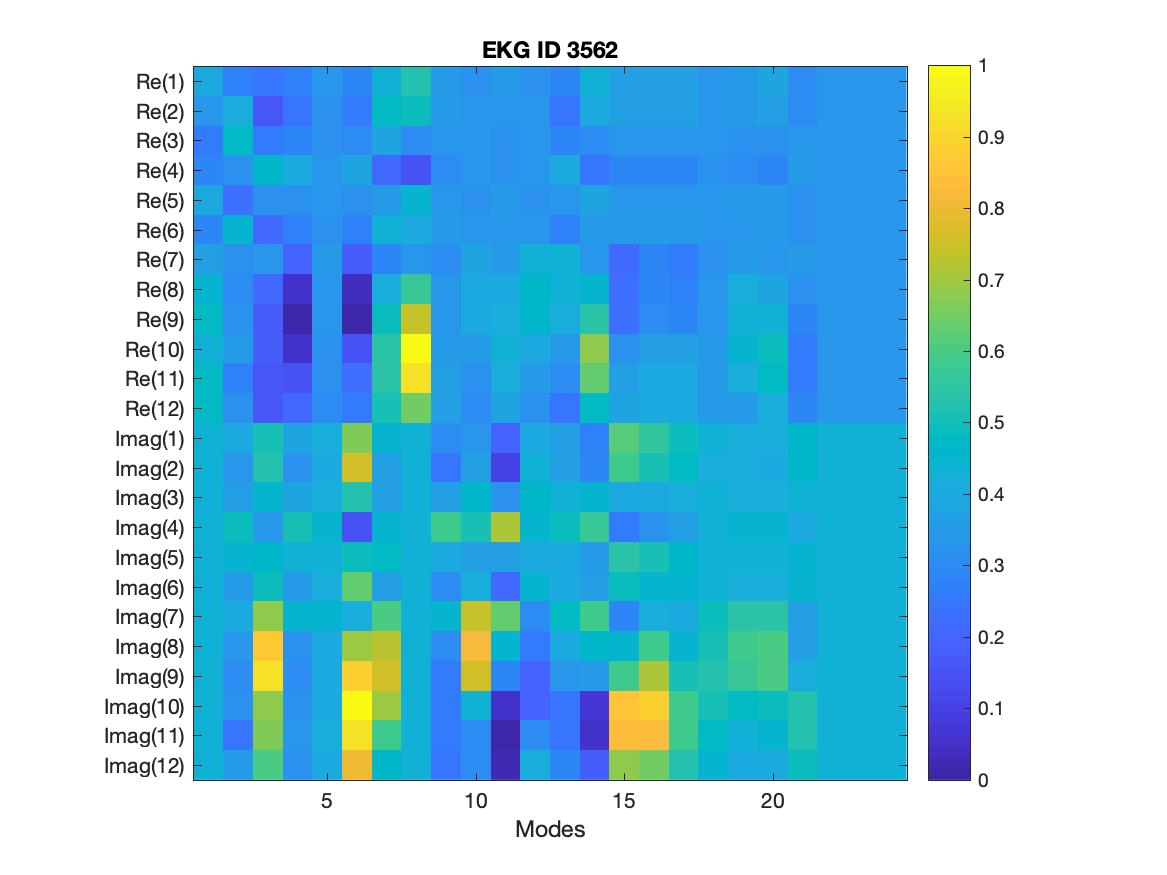 EKG ID 3562
Re(1)
Re(2)
Re(3)
Re(4)
Re(5)
Re(6)
Re(7)
Re(8)
Re(9)
Re(10)
Re(11)
Re(12)
Imag(1)
Imag(2)
Imag(3)
Imag(4)
Imag(5)
Imag(6)
Imag(7)
Imag(8)
Imag(9)
Imag(10)
Imag(11)
Imag(12)
5 10 15 20
Modes
1
0.9
0.8
0.7
0.6
0.5
0.4
0.3
0.2
0.1
0